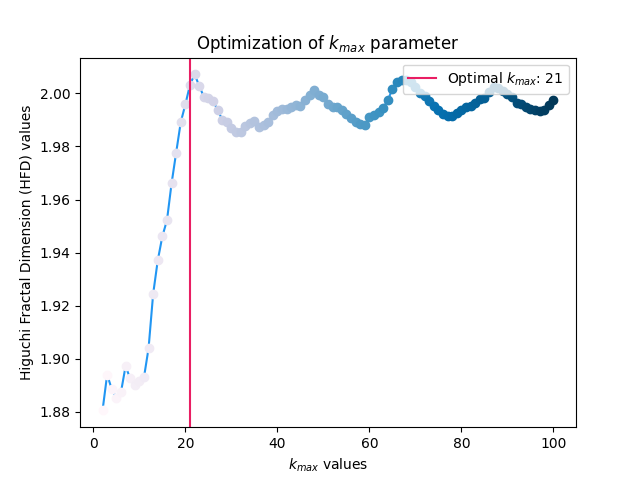 Optimization of k_max parameter
Optimal k_max: 21
Higuchi Fractal Dimension (HFD) values
2.00
1.98
1.96
1.94
1.92
1.90
1.88
0 20 40 60 80 100
k_max values